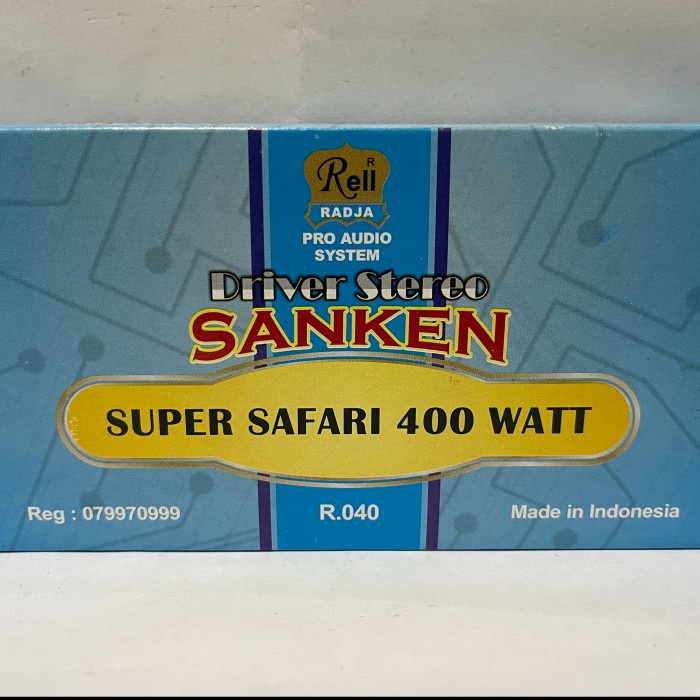 R
Rell
RADJA
PRO AUDIO
SYSTEM
Driver Stereo
SANKEN
SUPER SAFARI 400 WATT
Reg : 079970999
R.040
Made in Indonesia